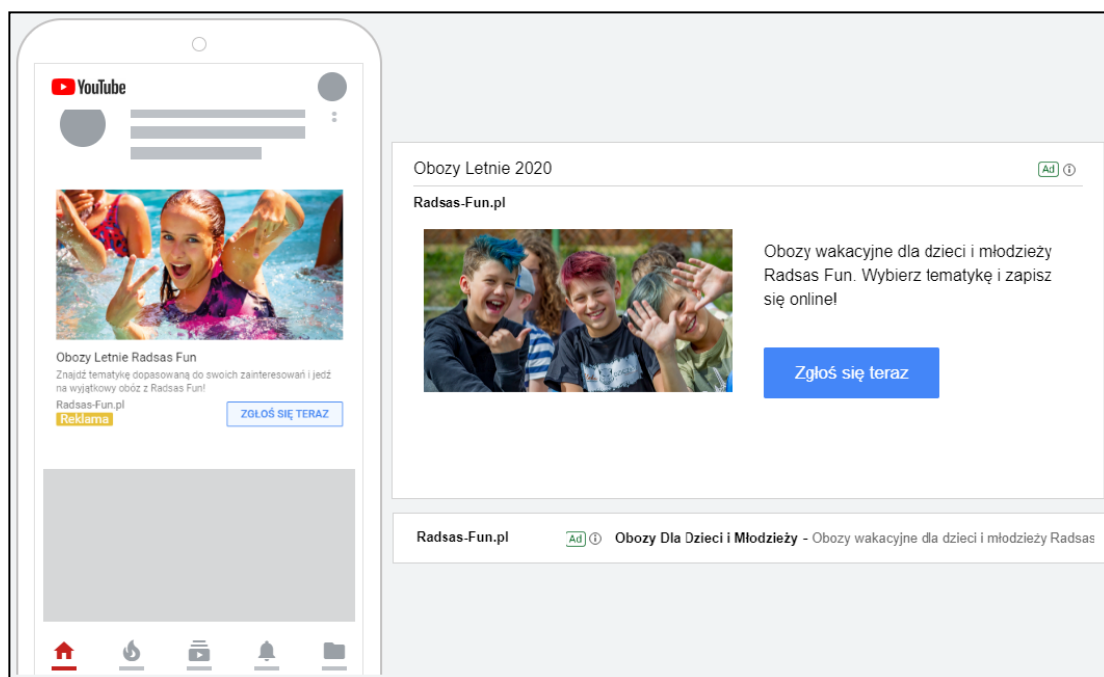 YouTube
Obozy Letnie Radsas Fun
Znajdź tematykę dopasowaną do swoich zainteresowań i jedź
na wyjątkowy obóz z Radsas Fun!
Radsas-Fun.pl
Reklama
ZGŁOŚ SIĘ TERAZ
Obozy Letnie 2020
Ad
Radsas-Fun.pl
Obozy wakacyjne dla dzieci i młodzieży
Radsas Fun. Wybierz tematykę i zapisz
się online!
Zgłoś się teraz
Radsas-Fun.pl Ad Obozy Dla Dzieci i Młodzieży - Obozy wakacyjne dla dzieci i młodzieży Radsas